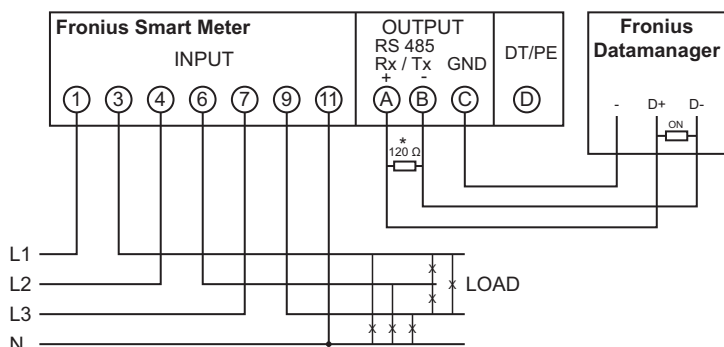 Fronius Smart Meter
INPUT
OUTPUT
RS 485
Rx / Tx
+ -
GND
DT/PE
1 3 4 6 7 9 11
A B C D
Fronius
Datamanager
- D+ D-
ON
*
120 Ω
L1
L2
L3
N
x x x x x x
LOAD